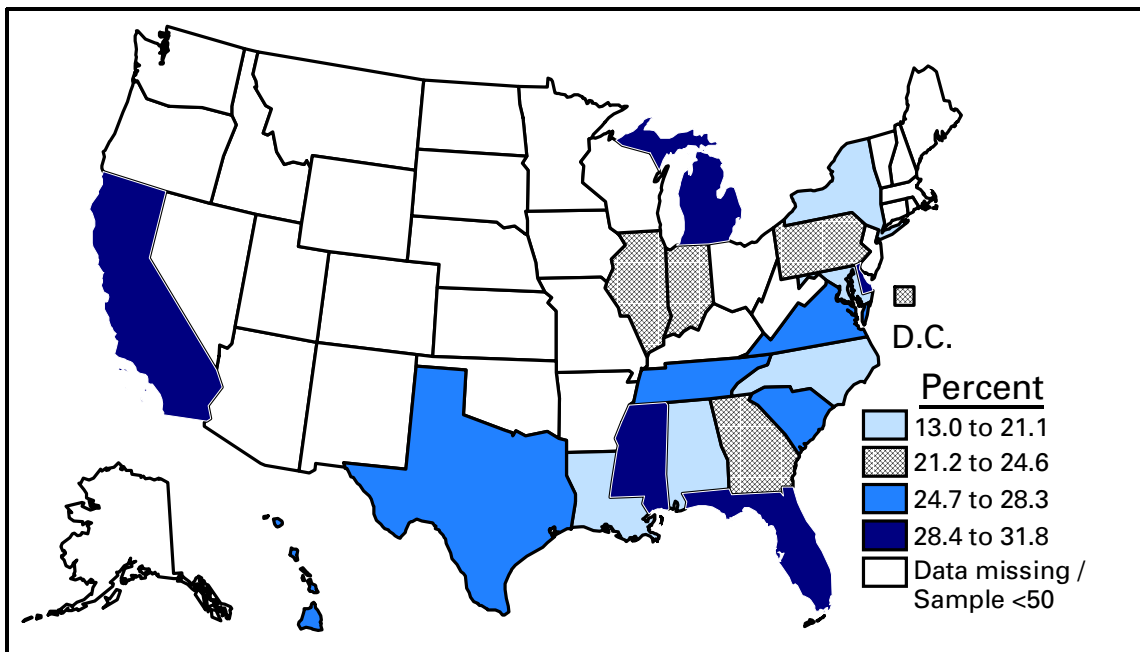 D.C.
Percent
13.0 to 21.1
21.2 to 24.6
24.7 to 28.3
28.4 to 31.8
Data missing /
Sample <50